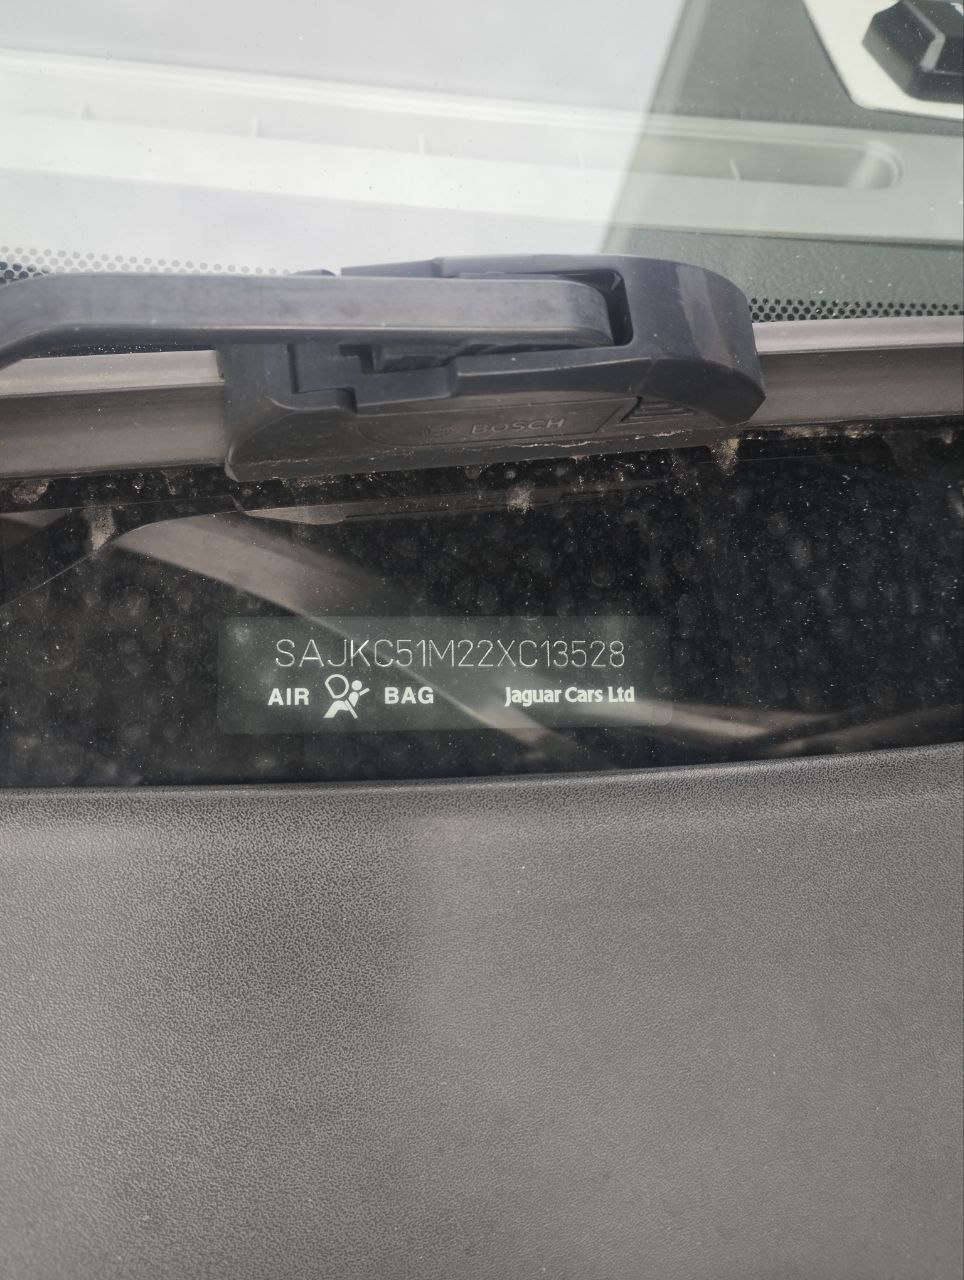 BOSCH
SAJKC51M22XC13528
AIR BAG
Jaguar Cars Ltd